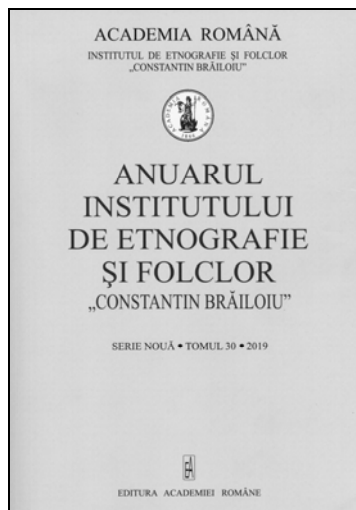 ACADEMIA ROMÂNĂ
INSTITUTUL DE ETNOGRAFIE ŞI FOLCLOR
„CONSTANTIN BRĂILOIU”
ANUARUL
INSTITUTULUI
DE ETNOGRAFIE
ŞI FOLCLOR
„CONSTANTIN BRĂILOIU”
SERIE NOUĂ • TOMUL 30 • 2019
EDITURA ACADEMIEI ROMÂNE